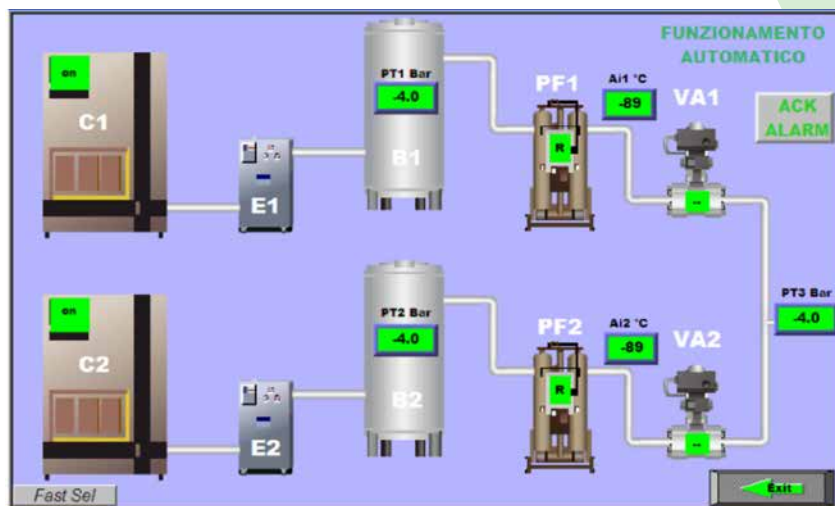 FUNZIONAMENTO
AUTOMATICO
on
C1
PT1 Bar
-4.0
B1
E1
PF1
R
Ai1 °C
-89
VA1
--
ACK
ALARM
on
C2
PT2 Bar
-4.0
B2
E2
PF2
R
Ai2 °C
-89
VA2
--
PT3 Bar
-4.0
Fast Sel
Exit